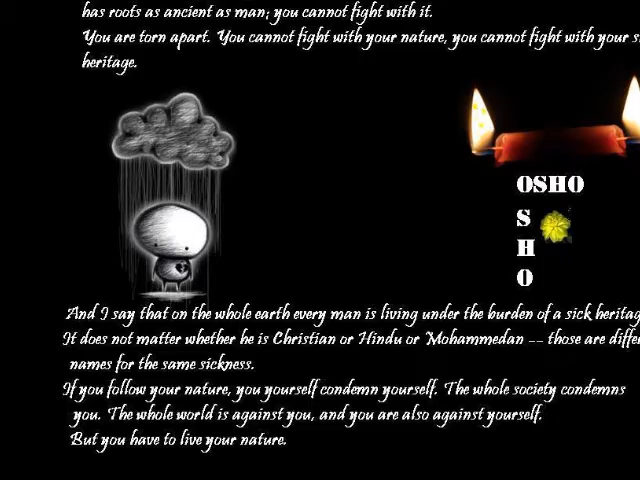 has roots as ancient as man; you cannot fight with it.
You are torn apart. You cannot fight with your nature, you cannot fight with your
heritage.
OSHO
S
H
O
And I say that on the whole earth every man is living under the burden of a sick
It does not matter whether he is Christian or Hindu or Mohammedan -- those are
names for the same sickness.
If you follow your nature, you yourself condemn yourself. The whole society condemns
you. The whole world is against you, and you are also against yourself.
But you have to live your nature.